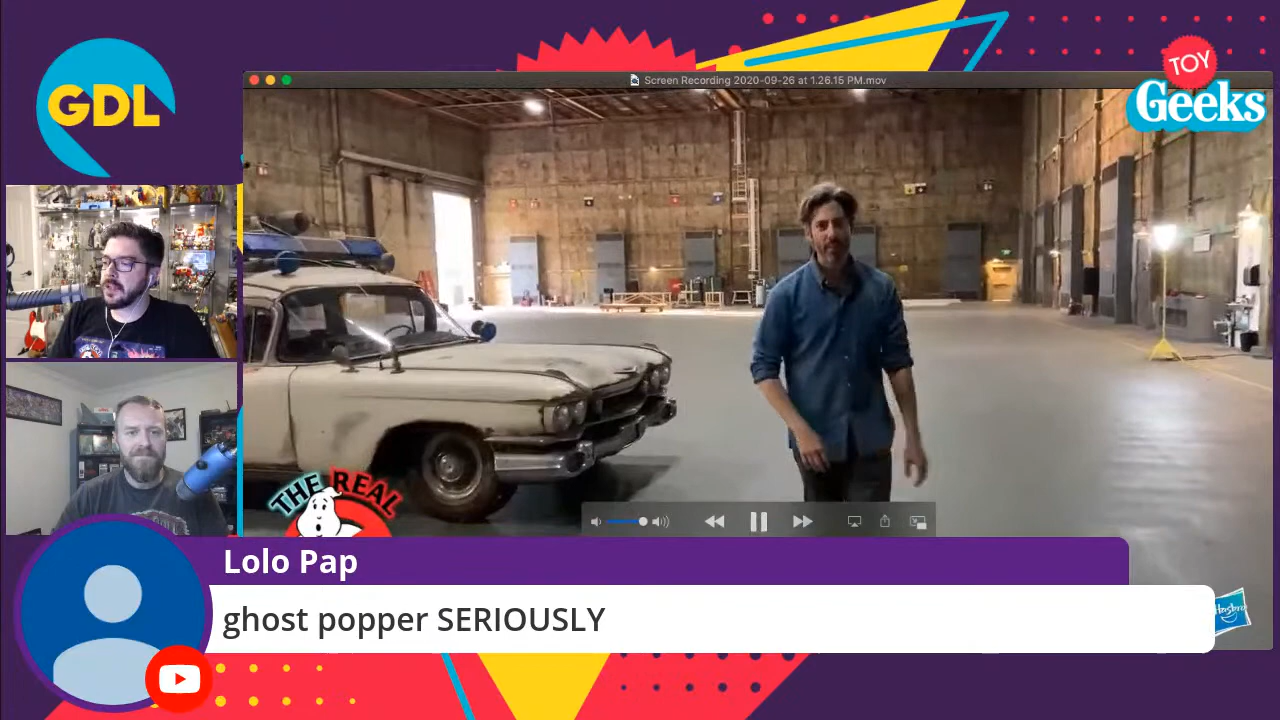 Screen Recording 2020-09-26 at 1.26.15 PM.mov
GDL
TOY
Geeks
THE REAL
Lolo Pap
ghost popper SERIOUSLY
Hasbro